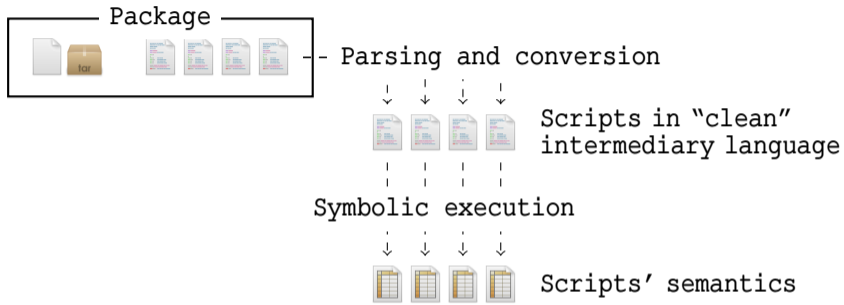 Package
tar
Parsing and conversion
Scripts in “clean”
intermediary language
Symbolic execution
Scripts’ semantics